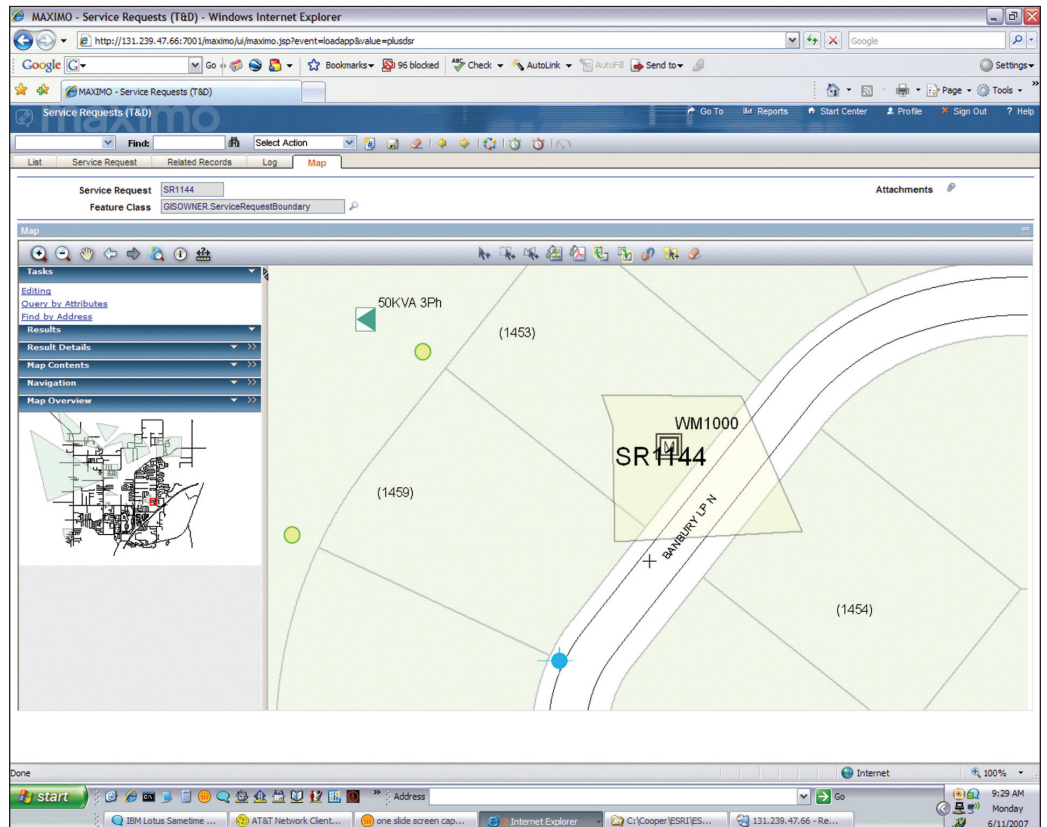 MAXIMO - Service Requests (T&D) - Windows Internet Explorer
http://131.239.47.66:7001/maximo/ui/maximo.jsp?event=loadapp&value=plusdsr
Google
Google G Go Bookmarks 96 blocked ABC Check AutoLink AutoFill Send to Settings
MAXIMO - Service Requests (T&D) Page Tools
Service Requests (T&D) maximo Go To Reports Start Center Profile Sign Out ? Help
Find: Select Action
List Service Request Related Records Log Map
Service Request SR1144 Attachments
Feature Class GISOWNER.ServiceRequestBoundary
Map
Tasks
Editing
Query by Attributes
Find by Address
Results
Result Details
Map Contents
Navigation
Map Overview
50KVA 3Ph
(1453)
WM1000
M
SR1144
(1459)
BANBURY LP N
(1454)
Done Internet 100%
start Address Go 9:29 AM
Monday
IBM Lotus Sametime ... AT&T Network Client... one slide screen cap... Internet Explorer C:\Cooper\ESRI\ES... 131.239.47.66 - Re... 6/11/2007